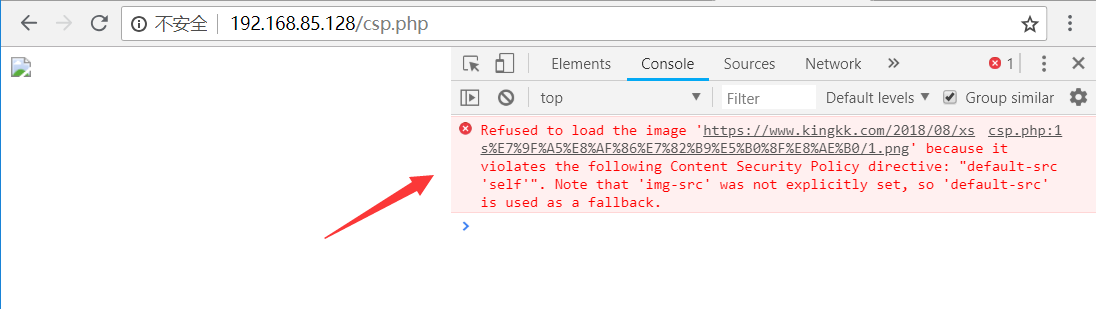 不安全 192.168.85.128/csp.php
Elements Console Sources Network 1
top Filter Default levels Group similar
Refused to load the image 'https://www.kingkk.com/2018/08/xs csp.php:1
s%E7%9F%A5%E8%AF%86%E7%82%B9%E5%B0%8F%E8%AE%B0/1.png' because it
violates the following Content Security Policy directive: "default-src
'self'". Note that 'img-src' was not explicitly set, so 'default-src'
is used as a fallback.